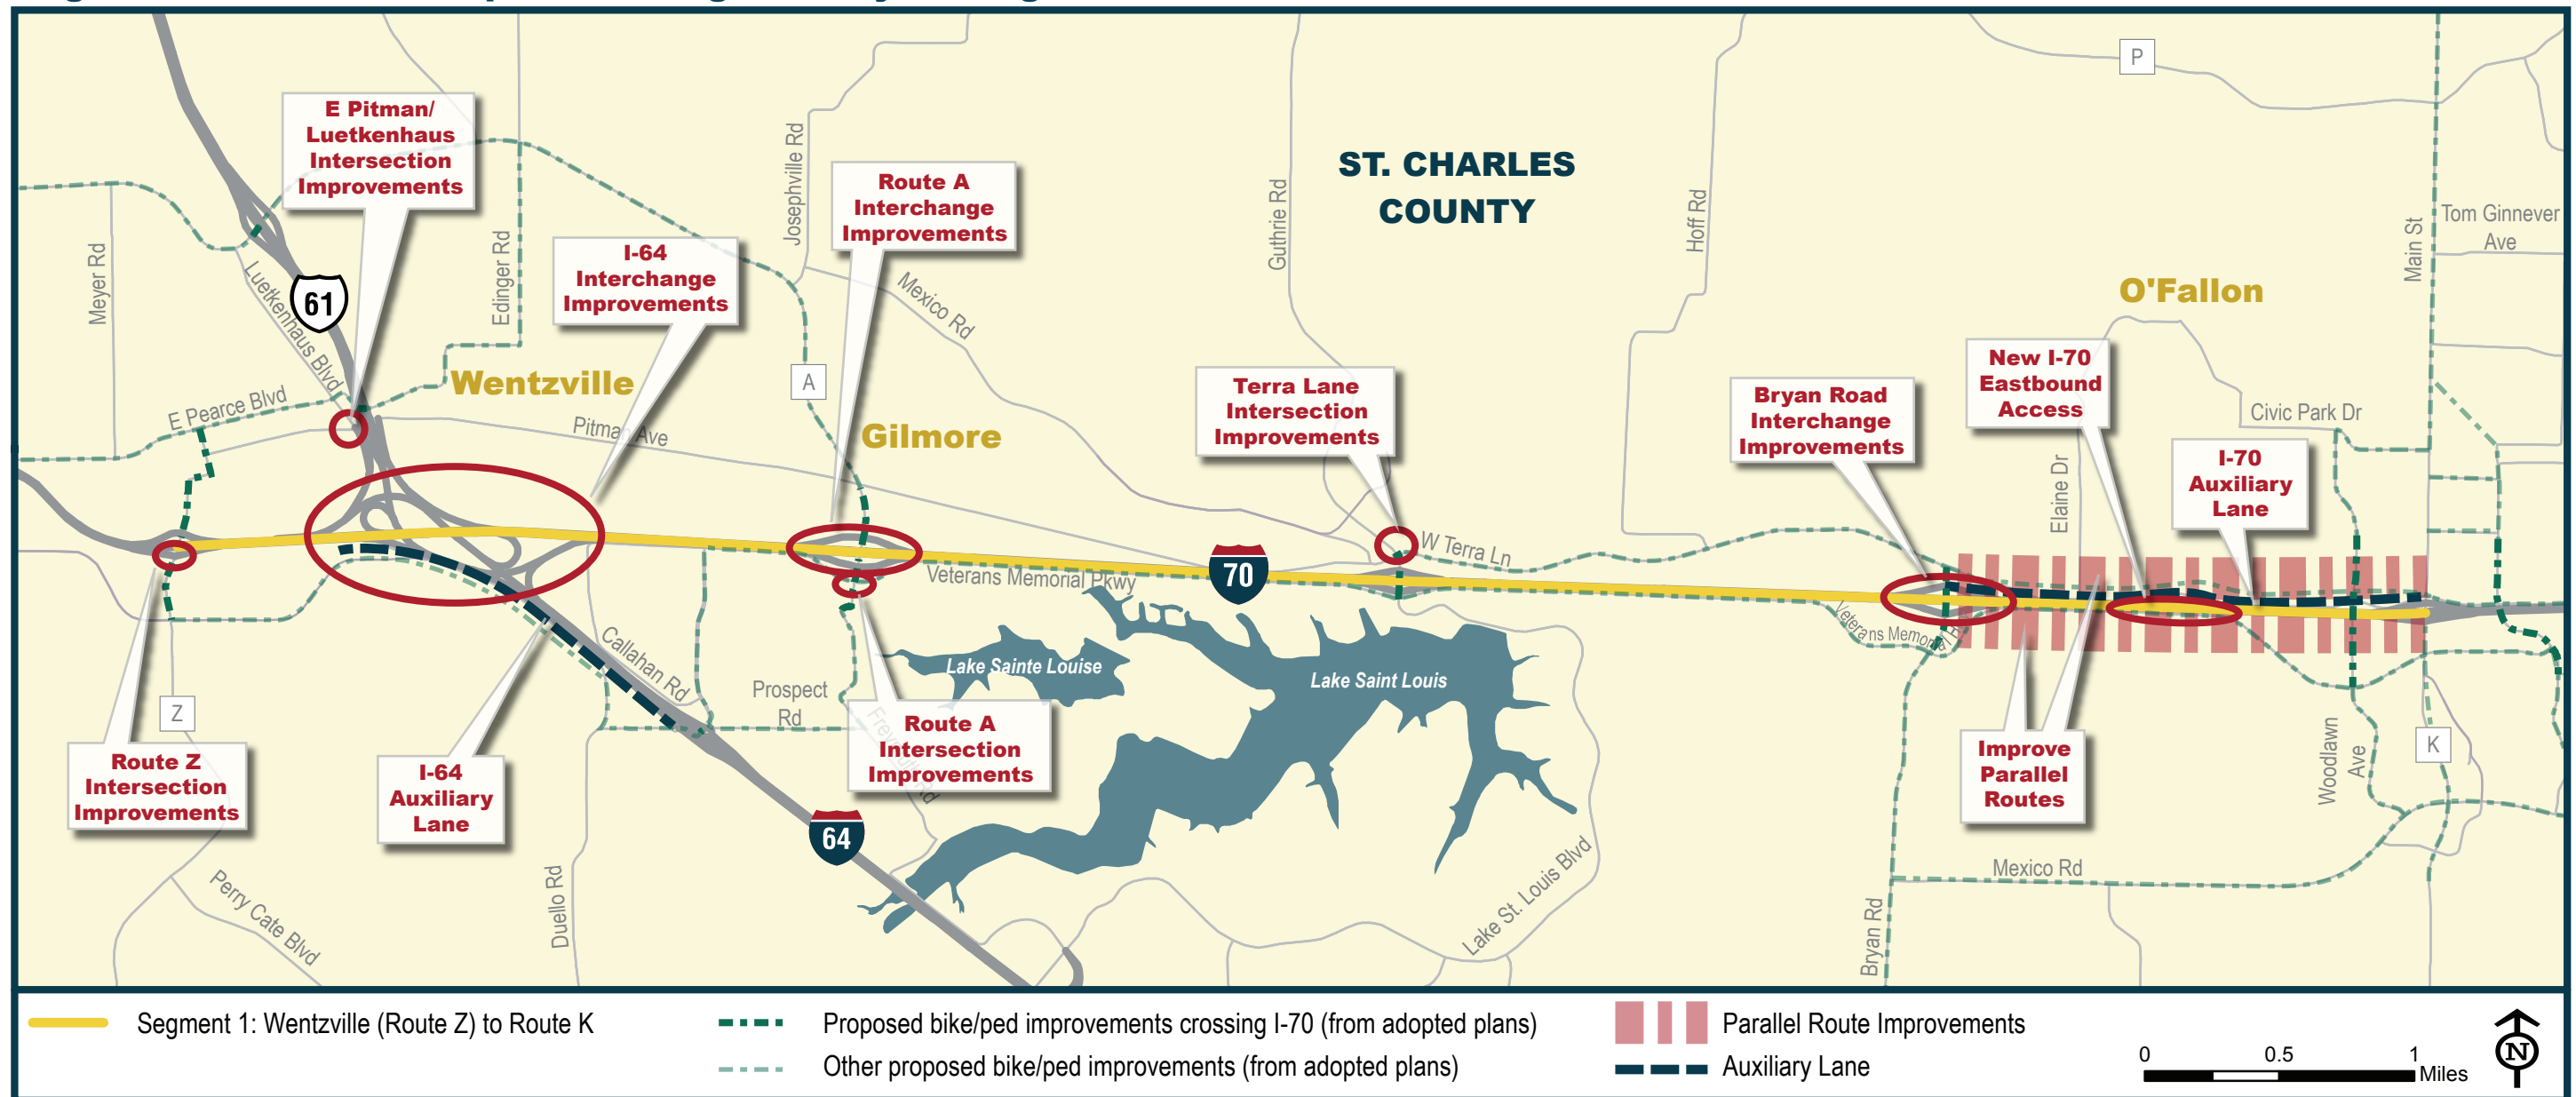 E Pitman/
Luetkenhaus
Intersection
Improvements
Route A
Interchange
Improvements
I-64
Interchange
Improvements
ST. CHARLES
COUNTY
P
Meyer Rd
Luetkenhaus Blvd
61
Edinger Rd
Josephville Rd
Mexico Rd
Guthrie Rd
Hoff Rd
Main St
Tom Ginnever
Ave
O'Fallon
Wentzville
E Pearce Blvd
Pitman Ave
A
Gilmore
Terra Lane
Intersection
Improvements
Bryan Road
Interchange
Improvements
New I-70
Eastbound
Access
Civic Park Dr
Elaine Dr
I-70
Auxiliary
Lane
W Terra Ln
70
Veterans Memorial Pkwy
Veterans Memorial
Callahan Rd
Prospect
Rd
Lake Sainte Louise
Lake Saint Louis
Z
Route Z
Intersection
Improvements
I-64
Auxiliary
Lane
Route A
Intersection
Improvements
64
Improve
Parallel
Routes
Woodlawn
Ave
K
Mexico Rd
Perry Cate Blvd
Duello Rd
Lake St. Louis Blvd
Bryan Rd
Segment 1: Wentzville (Route Z) to Route K
Proposed bike/ped improvements crossing I-70 (from adopted plans)
Other proposed bike/ped improvements (from adopted plans)
Parallel Route Improvements
Auxiliary Lane
0 0.5 1
Miles
N